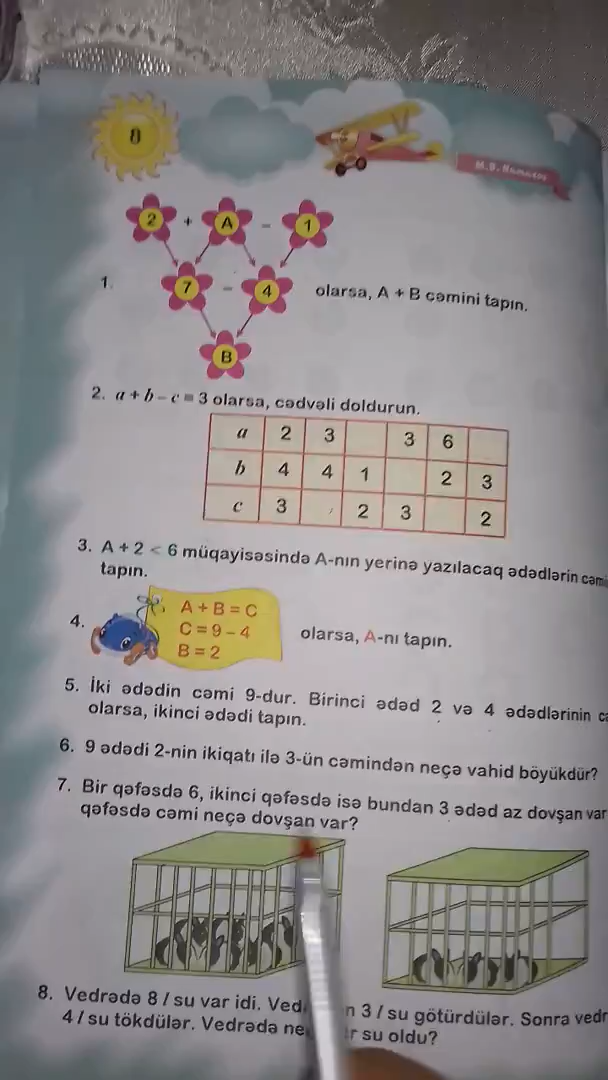 8
M.B. Namazov
2 + A - 1
1. 7 - 4 olarsa, A + B cəmini tapın.
B
2. a + b – c = 3 olarsa, cədvəli doldurun.
a 2 3 3 6
b 4 4 1 2 3
c 3 2 3 2
3. A + 2 < 6 müqayisəsində A-nın yerinə yazılacaq ədədlərin
tapın.
A + B = C
4. C = 9 – 4 olarsa, A-nı tapın.
B = 2
5. İki ədədin cəmi 9-dur. Birinci ədəd 2 və 4 ədədlərinin
olarsa, ikinci ədədi tapın.
6. 9 ədədi 2-nin ikiqatı ilə 3-ün cəmindən neçə vahid böyükdür?
7. Bir qəfəsdə 6, ikinci qəfəsdə isə bundan 3 ədəd az dovşan var
qəfəsdə cəmi neçə dovşan var?
8. Vedrədə 8 l su var idi. 3 l su götürdülər. Sonra
4 l su tökdülər. Vedrədə su oldu?